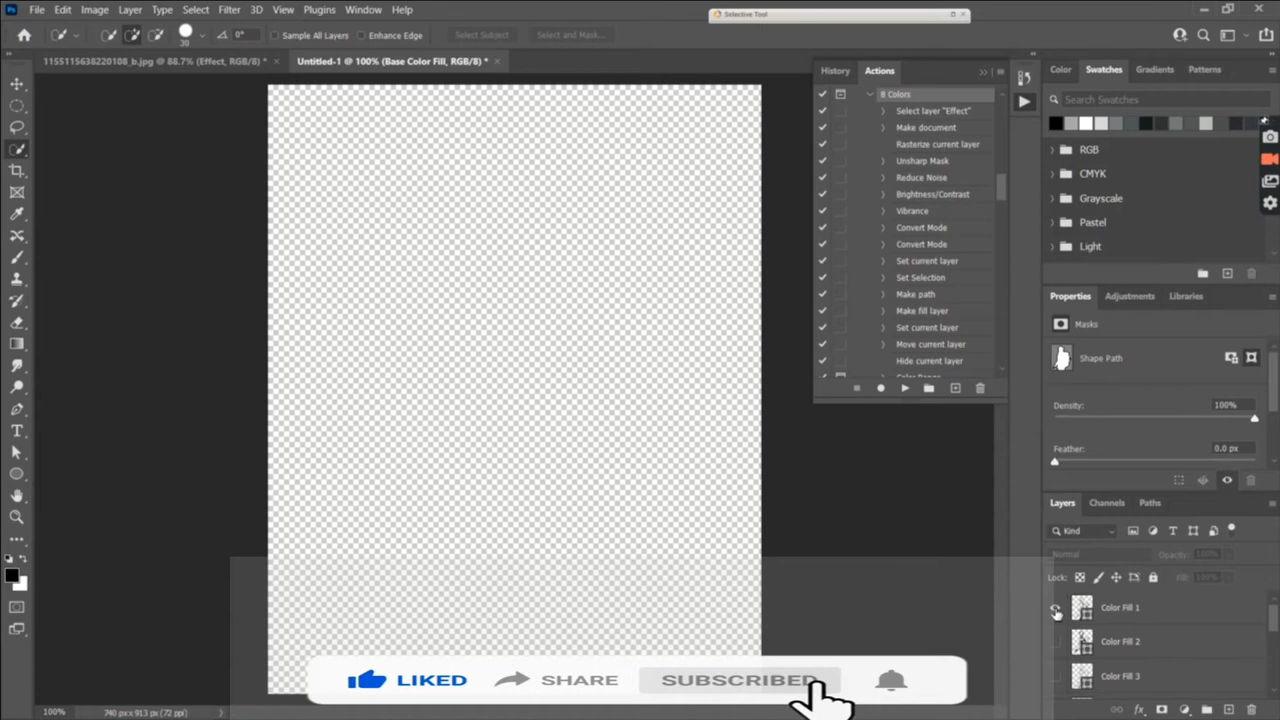 File Edit Image Layer Type Select Filter 3D View Plugins Window Help
Selective Tool
30
0°
Sample All Layers
Enhance Edge
Select Subject
Select and Mask...
1155115638220108_b.jpg @ 88.7% (Effect, RGB/8) *
Untitled-1 @ 100% (Base Color Fill, RGB/8) *
History
Actions
8 Colors
Select layer "Effect"
Make document
Rasterize current layer
Unsharp Mask
Reduce Noise
Brightness/Contrast
Vibrance
Convert Mode
Convert Mode
Set current layer
Set Selection
Make path
Make fill layer
Set current layer
Move current layer
Hide current layer
Color Range
Color Swatches Gradients Patterns
Search Swatches
RGB
CMYK
Grayscale
Pastel
Light
Properties Adjustments Libraries
Masks
Shape Path
Density: 100%
Feather: 0.0 px
Layers Channels Paths
Kind
Normal Opacity: 100%
Lock: Fill: 100%
Color Fill 1
Color Fill 2
Color Fill 3
LIKED SHARE SUBSCRIBED
100% 740 px x 913 px (72 ppi)